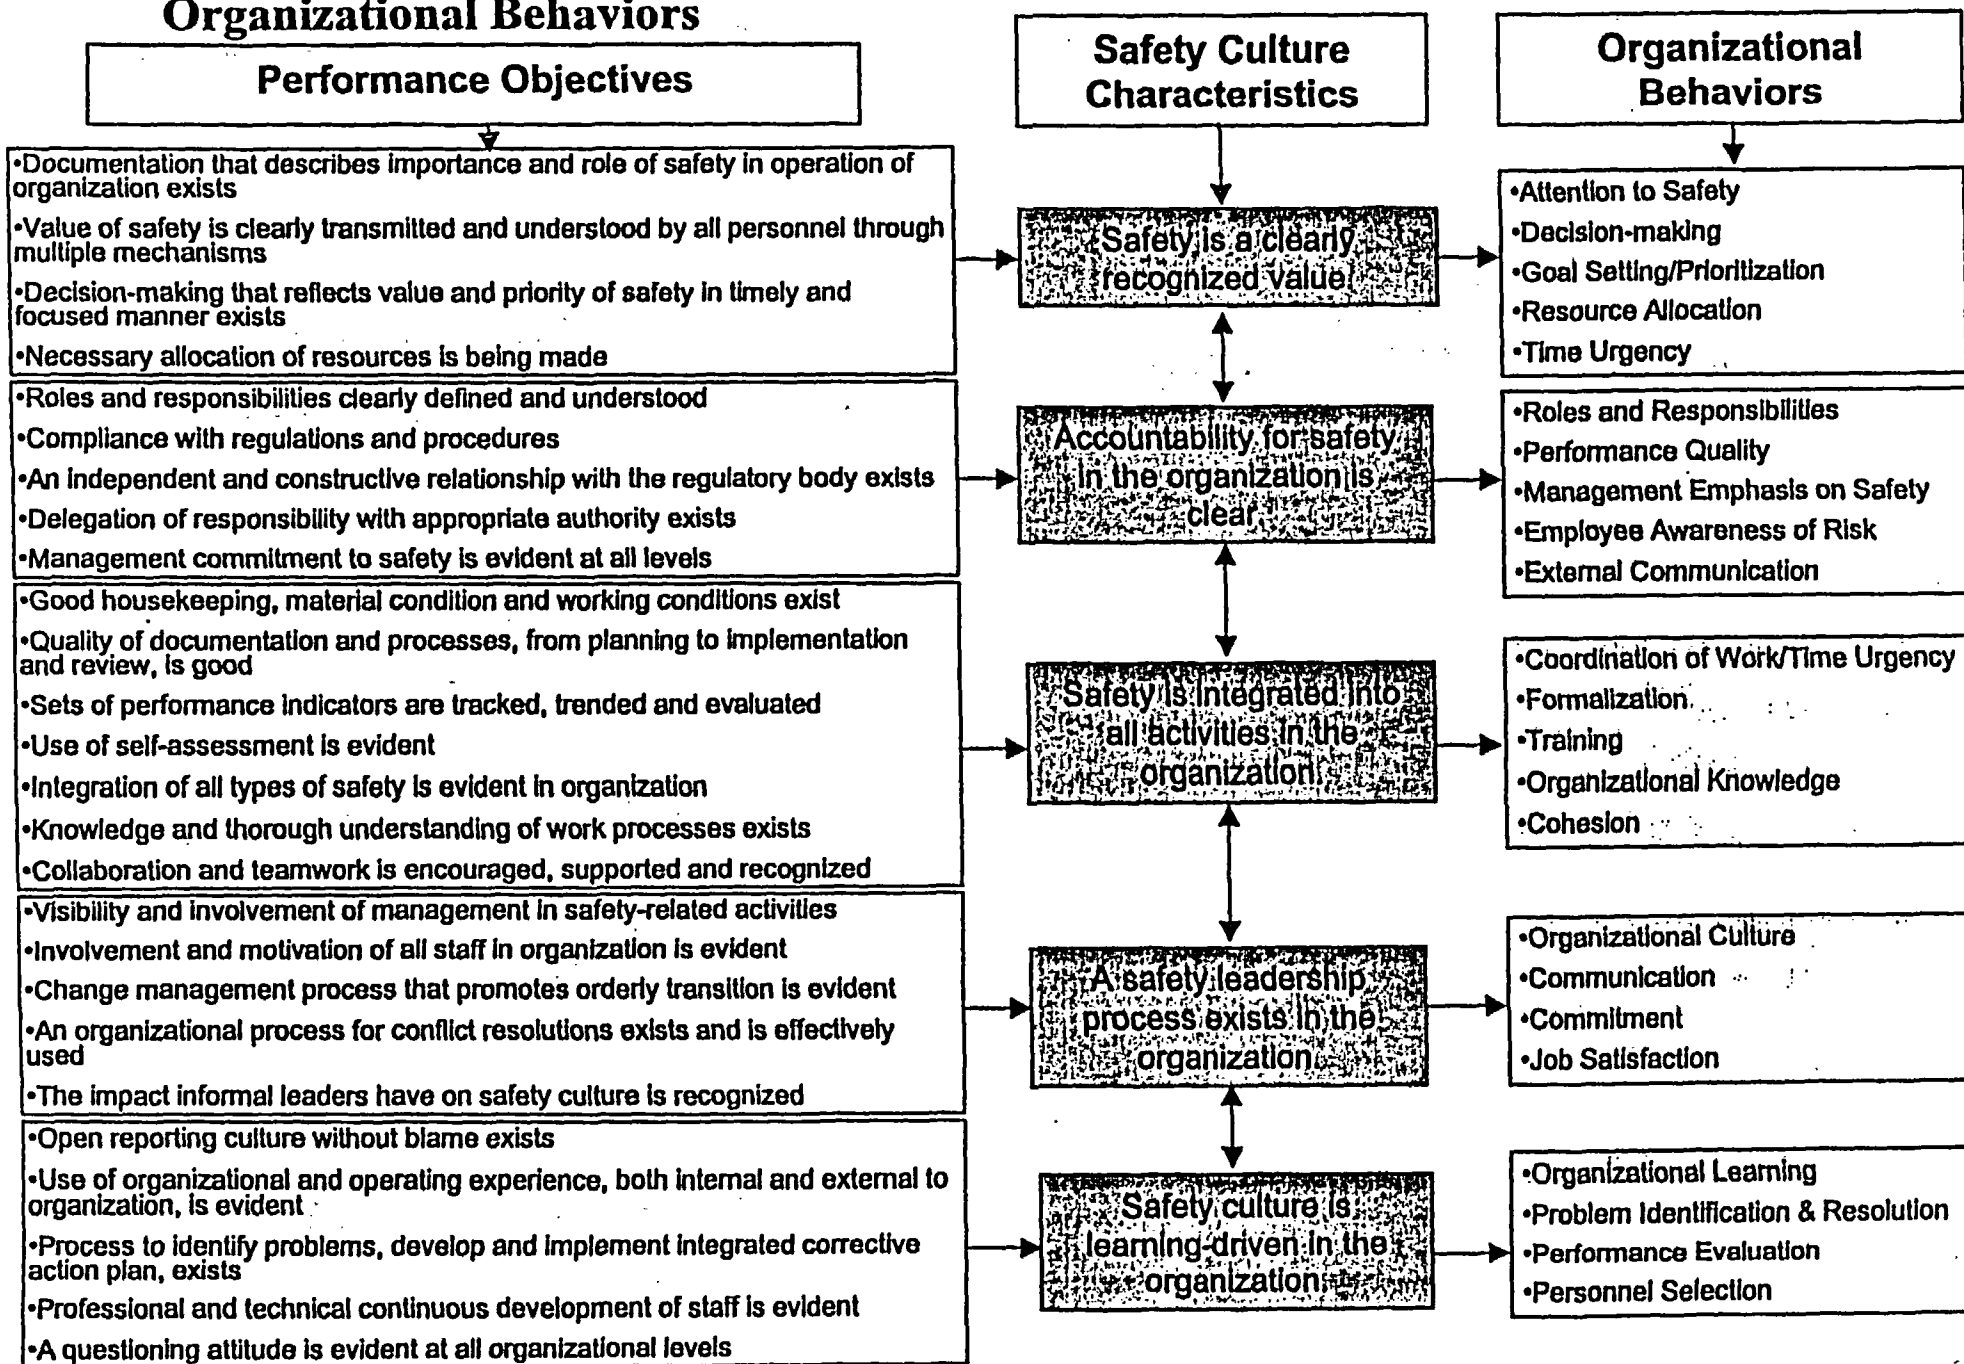 Organizational Behaviors
Performance Objectives
Safety Culture
Characteristics
Organizational
Behaviors
•Documentation that describes importance and role of safety in operation of
organization exists
•Value of safety is clearly transmitted and understood by all personnel through
multiple mechanisms
•Decision-making that reflects value and priority of safety in timely and
focused manner exists
•Necessary allocation of resources is being made
Safety is a clearly
recognized value
•Attention to Safety
•Decision-making
•Goal Setting/Prioritization
•Resource Allocation
•Time Urgency
•Roles and responsibilities clearly defined and understood
•Compliance with regulations and procedures
•An independent and constructive relationship with the regulatory body exists
•Delegation of responsibility with appropriate authority exists
•Management commitment to safety is evident at all levels
Accountability for safety
in the organization is
clear
•Roles and Responsibilities
•Performance Quality
•Management Emphasis on Safety
•Employee Awareness of Risk
•External Communication
•Good housekeeping, material condition and working conditions exist
•Quality of documentation and processes, from planning to implementation
and review, is good
•Sets of performance indicators are tracked, trended and evaluated
•Use of self-assessment is evident
•Integration of all types of safety is evident in organization
•Knowledge and thorough understanding of work processes exists
•Collaboration and teamwork is encouraged, supported and recognized
Safety is integrated into
all activities in the
organization
•Coordination of Work/Time Urgency
•Formalization
•Training
•Organizational Knowledge
•Cohesion
•Visibility and involvement of management in safety-related activities
•Involvement and motivation of all staff in organization is evident
•Change management process that promotes orderly transition is evident
•An organizational process for conflict resolutions exists and is effectively
used
•The impact informal leaders have on safety culture is recognized
A safety leadership
process exists in the
organization
•Organizational Culture
•Communication
•Commitment
•Job Satisfaction
•Open reporting culture without blame exists
•Use of organizational and operating experience, both internal and external to
organization, is evident
•Process to identify problems, develop and implement integrated corrective
action plan, exists
•Professional and technical continuous development of staff is evident
•A questioning attitude is evident at all organizational levels
Safety culture is
learning-driven in the
organization
•Organizational Learning
•Problem Identification & Resolution
•Performance Evaluation
•Personnel Selection